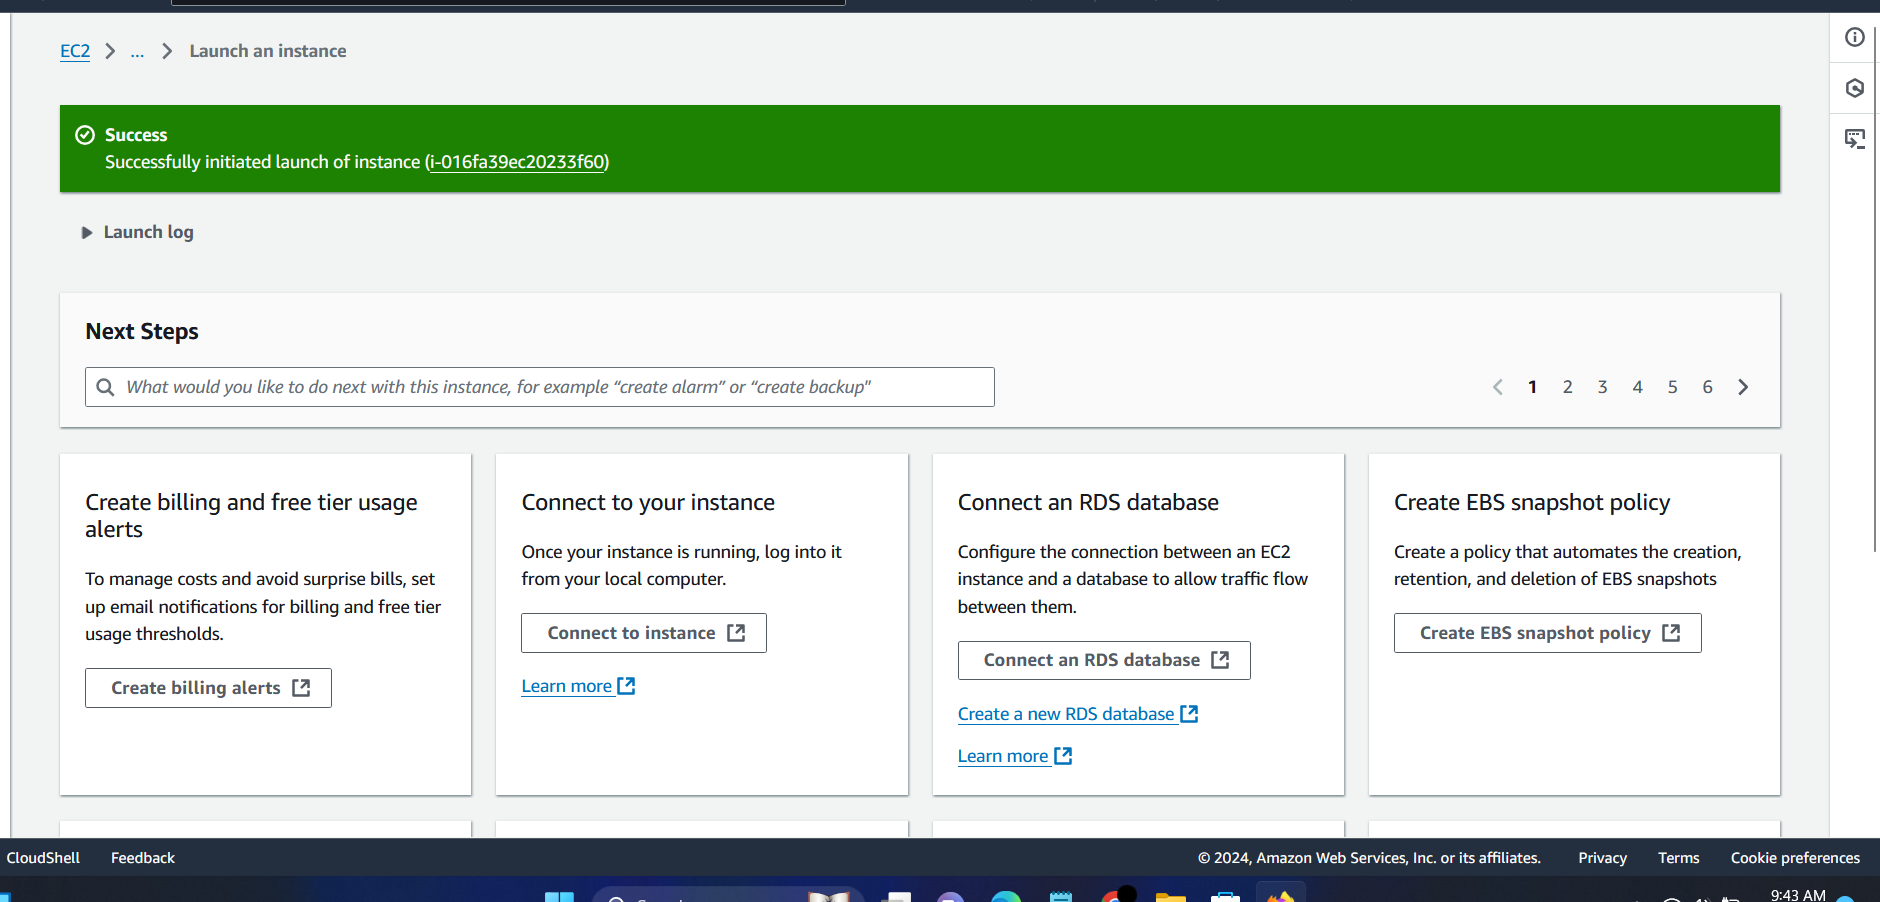 EC2 > ... > Launch an instance
Success
Successfully initiated launch of instance (i-016fa39ec20233f60)
Launch log
Next Steps
What would you like to do next with this instance, for example “create alarm” or “create backup"
1 2 3 4 5 6
Create billing and free tier usage
alerts
To manage costs and avoid surprise bills, set
up email notifications for billing and free tier
usage thresholds.
Create billing alerts
Connect to your instance
Once your instance is running, log into it
from your local computer.
Connect to instance
Learn more
Connect an RDS database
Configure the connection between an EC2
instance and a database to allow traffic flow
between them.
Connect an RDS database
Create a new RDS database
Learn more
Create EBS snapshot policy
Create a policy that automates the creation,
retention, and deletion of EBS snapshots
Create EBS snapshot policy
CloudShell Feedback © 2024, Amazon Web Services, Inc. or its affiliates. Privacy Terms Cookie preferences
9:43 AM